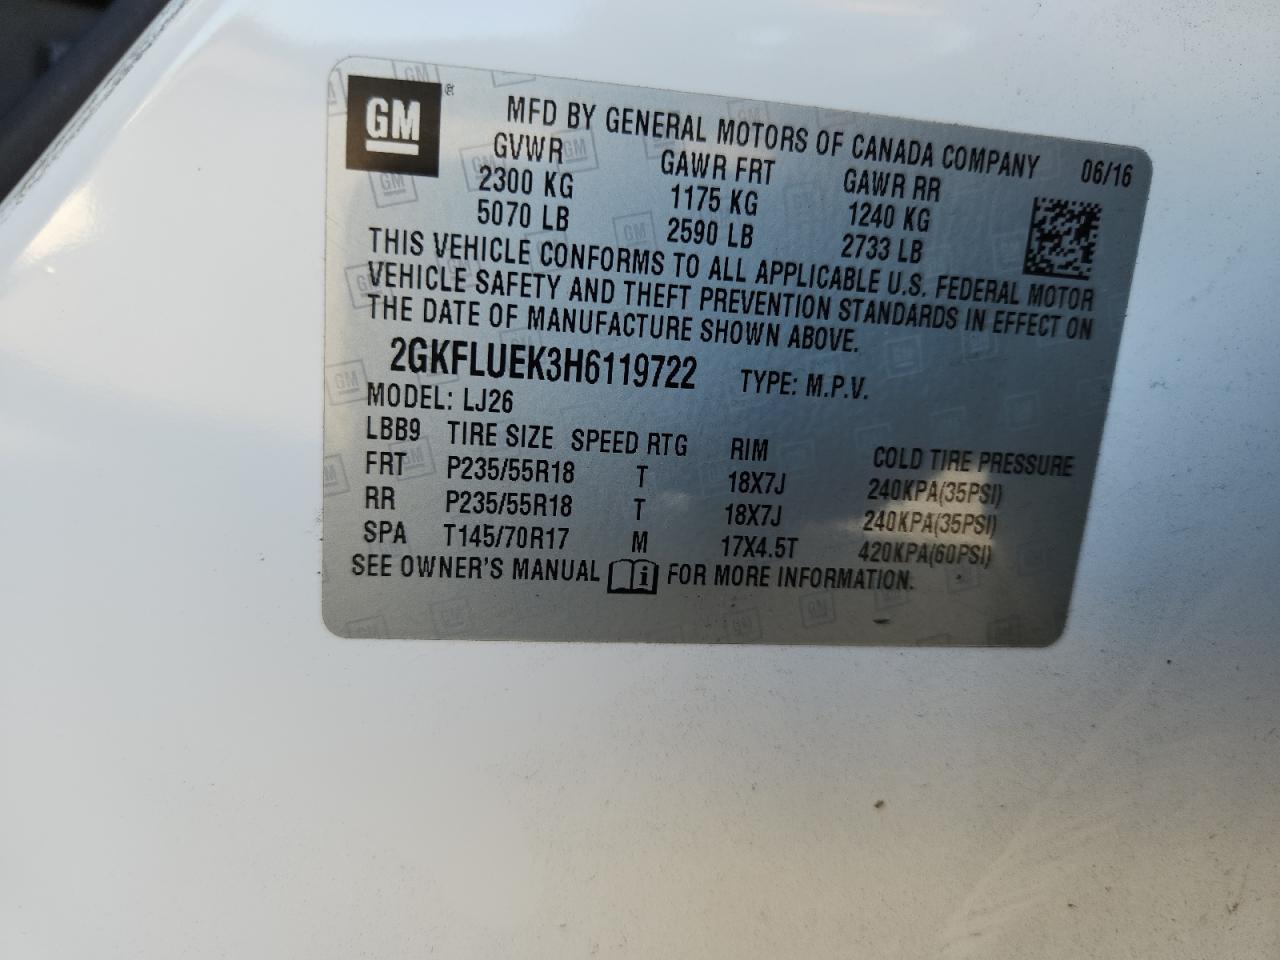 GM
MFD BY GENERAL MOTORS OF CANADA COMPANY 06/16
GVWR GAWR FRT GAWR RR
2300 KG 1175 KG 1240 KG
5070 LB 2590 LB 2733 LB
THIS VEHICLE CONFORMS TO ALL APPLICABLE U.S. FEDERAL MOTOR
VEHICLE SAFETY AND THEFT PREVENTION STANDARDS IN EFFECT ON
THE DATE OF MANUFACTURE SHOWN ABOVE.
2GKFLUEK3H6119722 TYPE: M.P.V.
MODEL: LJ26
LBB9 TIRE SIZE SPEED RTG RIM COLD TIRE PRESSURE
FRT P235/55R18 T 18X7J 240KPA(35PSI)
RR P235/55R18 T 18X7J 240KPA(35PSI)
SPA T145/70R17 M 17X4.5T 420KPA(60PSI)
SEE OWNER'S MANUAL i FOR MORE INFORMATION.